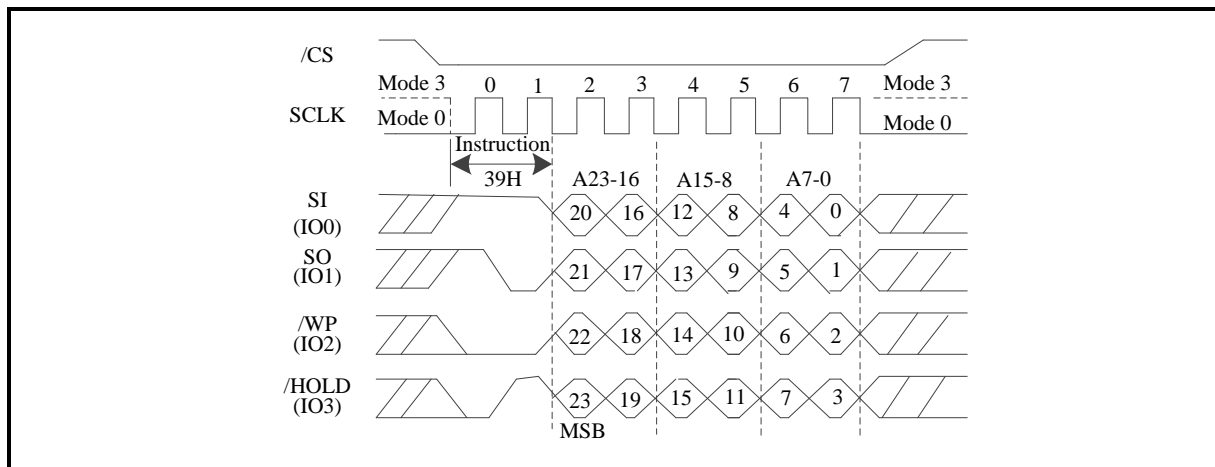 /CS
Mode 3 0 1 2 3 4 5 6 7 Mode 3
SCLK Mode 0 Mode 0
Instruction
39H A23-16 A15-8 A7-0
SI
(IO0) 20 16 12 8 4 0
SO
(IO1) 21 17 13 9 5 1
/WP
(IO2) 22 18 14 10 6 2
/HOLD
(IO3) 23 19 15 11 7 3
MSB